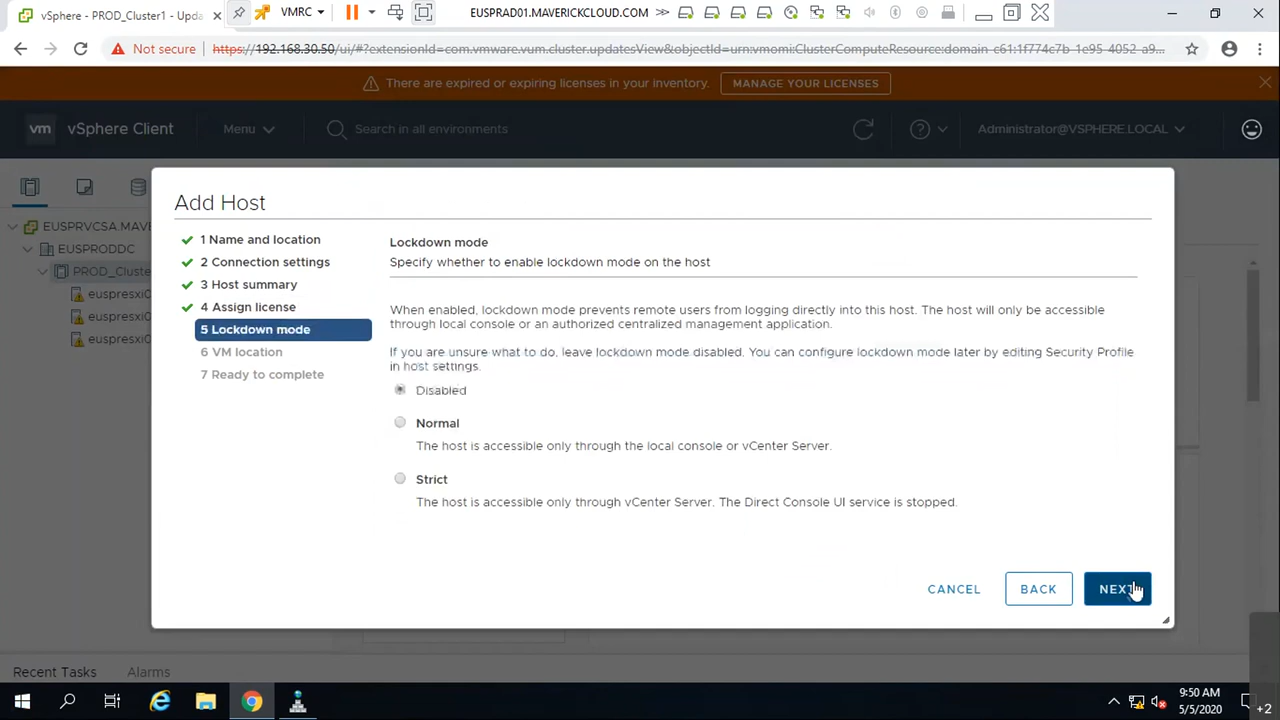 vSphere - PROD_Cluster1 - Updat
VMRC
EUSPRAD01.MAVERICKCLOUD.COM
Not secure
https://192.168.30.50/ui/#?extensionId=com.vmware.vum.cluster.updatesView&objectId=urn:vmomi:ClusterComputeResource:domain-c61:1f774c7b-1e95-4052-a9...
There are expired or expiring licenses in your inventory.
MANAGE YOUR LICENSES
vm
vSphere Client
Menu
Search in all environments
Administrator@VSPHERE.LOCAL
EUSPRVCSA.MAV
EUSPRODDC
PROD_Cluste
euspresxi0
euspresxi0
euspresxi0
Add Host
1 Name and location
2 Connection settings
3 Host summary
4 Assign license
5 Lockdown mode
6 VM location
7 Ready to complete
Lockdown mode
Specify whether to enable lockdown mode on the host
When enabled, lockdown mode prevents remote users from logging directly into this host. The host will only be accessible
through local console or an authorized centralized management application.
If you are unsure what to do, leave lockdown mode disabled. You can configure lockdown mode later by editing Security Profile
in host settings.
Disabled
Normal
The host is accessible only through the local console or vCenter Server.
Strict
The host is accessible only through vCenter Server. The Direct Console UI service is stopped.
CANCEL
BACK
NEXT
Recent Tasks
Alarms
9:50 AM
5/5/2020
+2